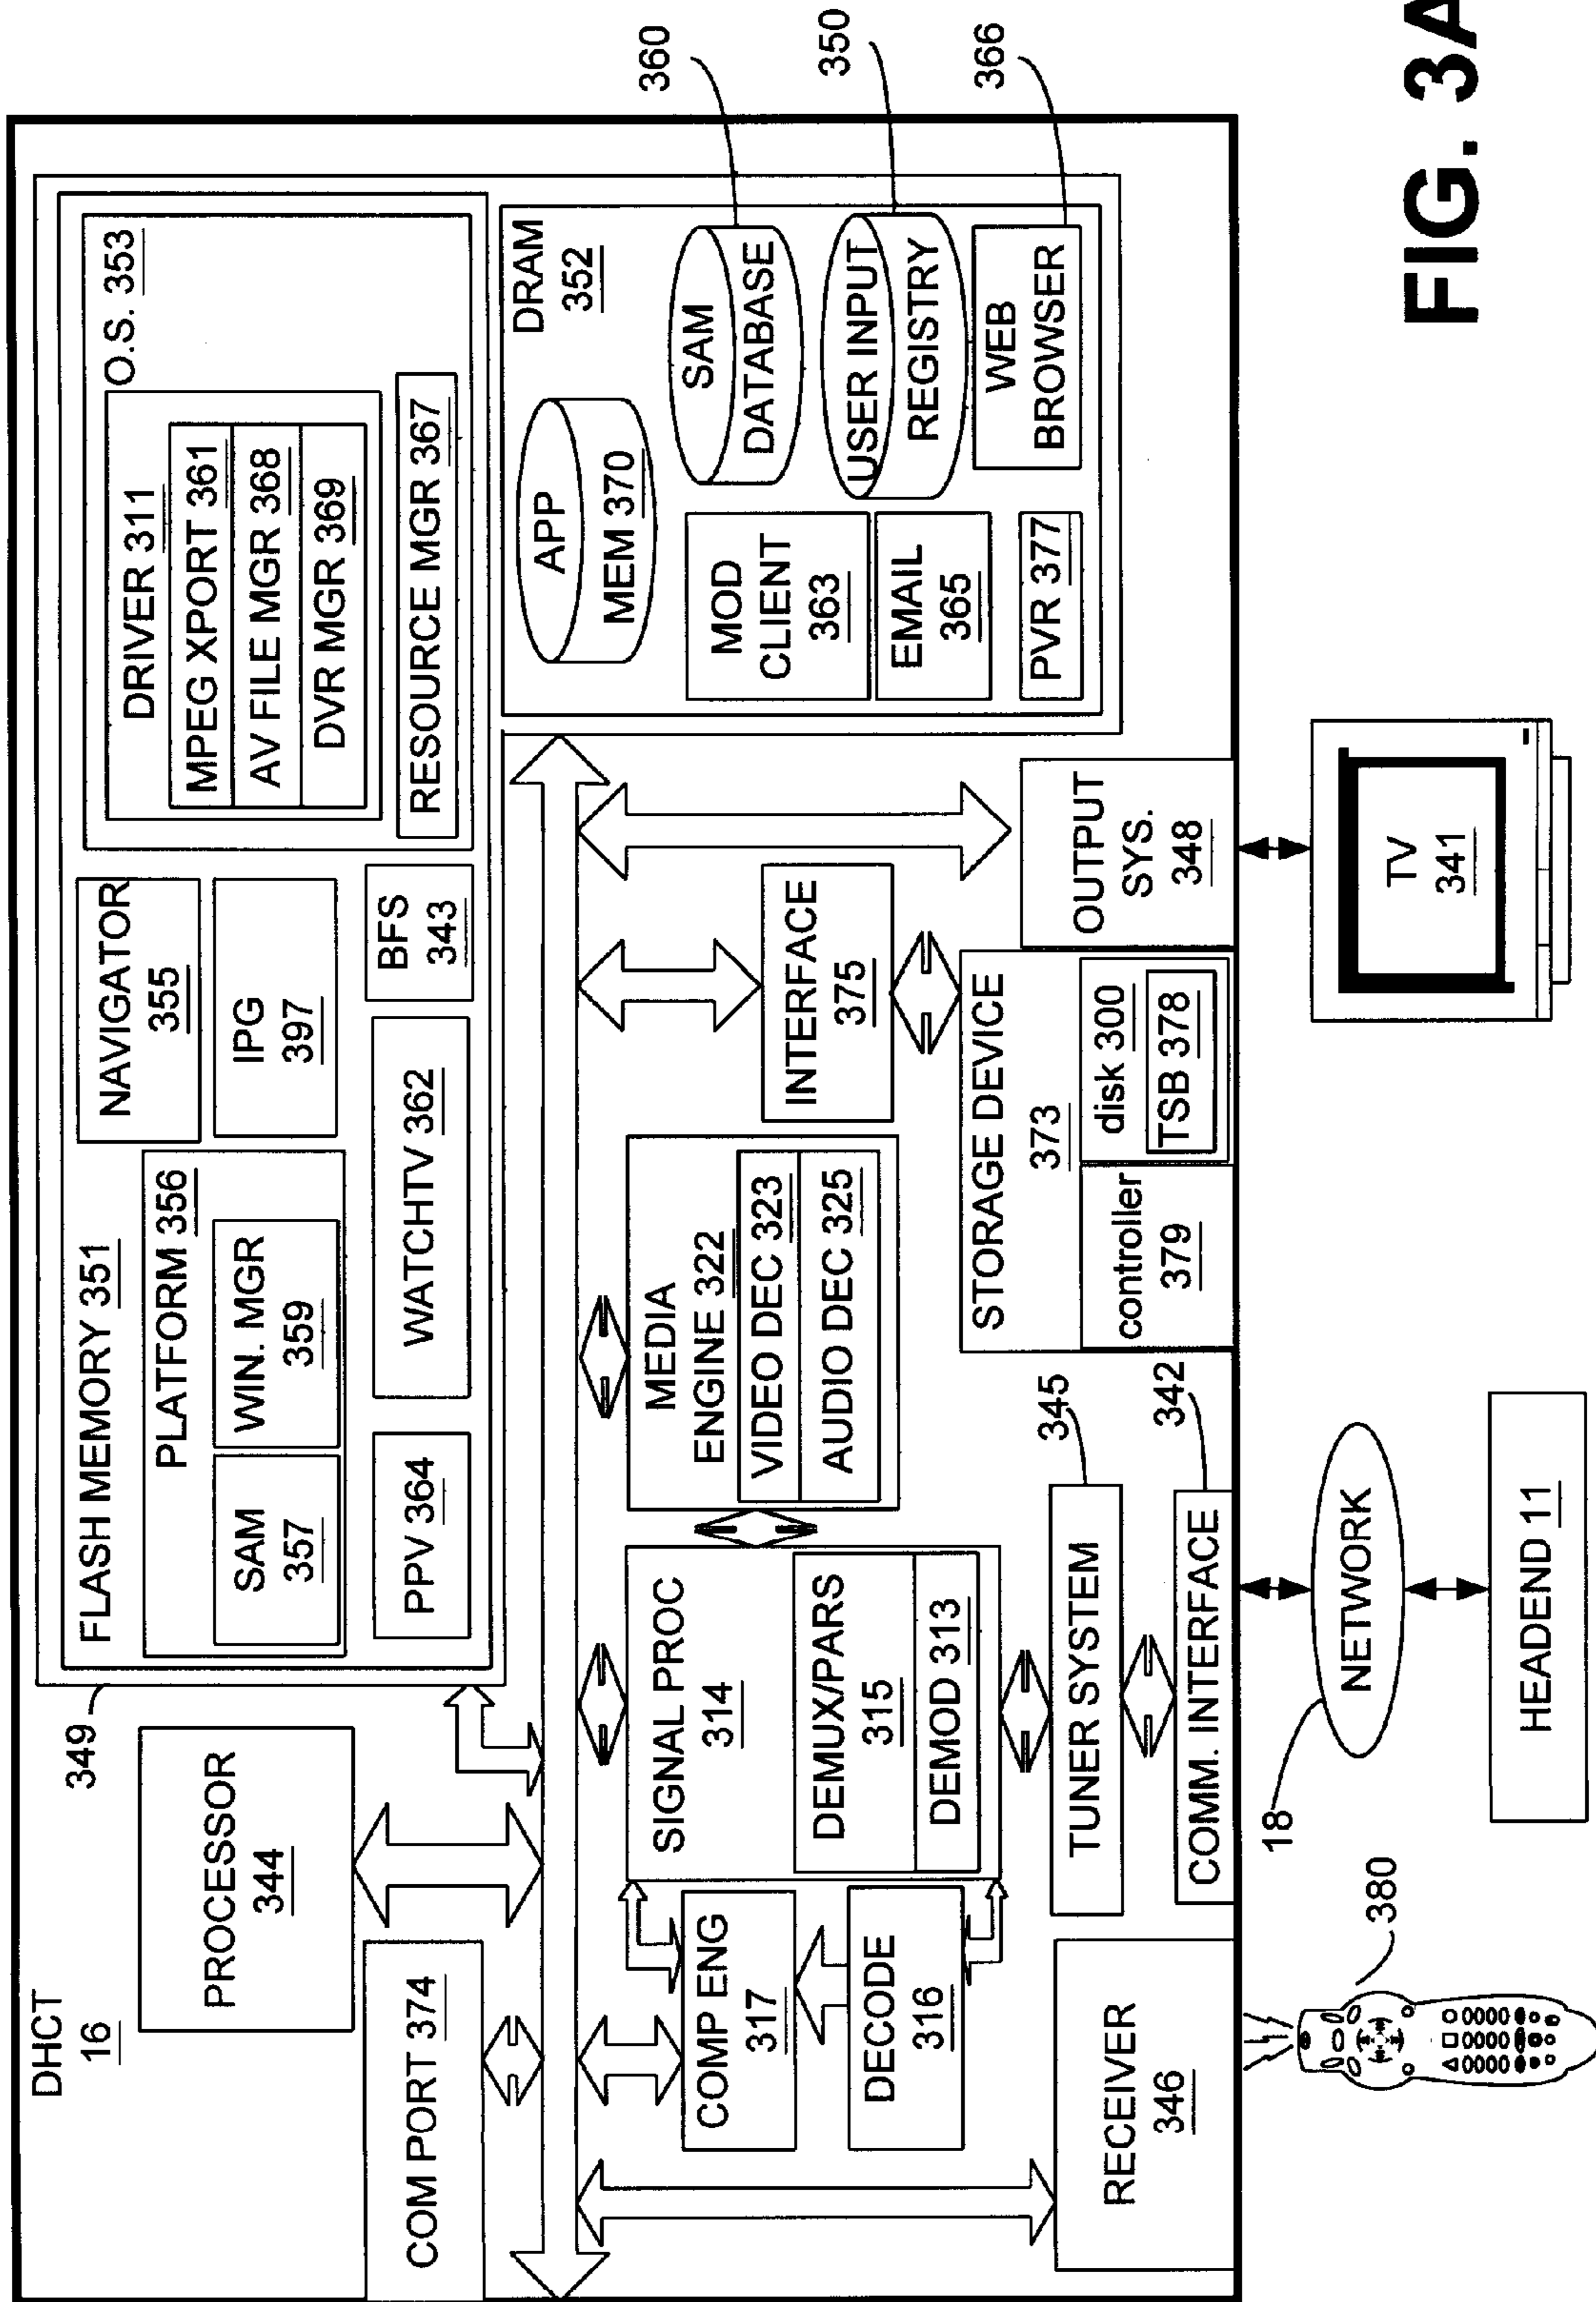 DHCT
16
PROCESSOR
344
COM PORT 374
349
FLASH MEMORY 351
PLATFORM 356
SAM
357
WIN. MGR
359
PPV 364
WATCHTV 362
NAVIGATOR
355
IPG
397
BFS
343
O.S. 353
DRIVER 311
MPEG XPORT 361
AV FILE MGR 368
DVR MGR 369
RESOURCE MGR 367
DRAM
352
APP
MEM 370
SAM
DATABASE
360
MOD
CLIENT
363
USER INPUT
REGISTRY
350
EMAIL
365
WEB
BROWSER
366
PVR 377
COMP ENG
317
DECODE
316
SIGNAL PROC
314
DEMUX/PARS
315
DEMOD 313
MEDIA
ENGINE 322
VIDEO DEC 323
AUDIO DEC 325
INTERFACE
375
RECEIVER
346
TUNER SYSTEM
345
COMM. INTERFACE
342
STORAGE DEVICE
373
controller
379
disk 300
TSB 378
OUTPUT
SYS.
348
380
18
NETWORK
HEADEND 11
TV
341
FIG. 3A